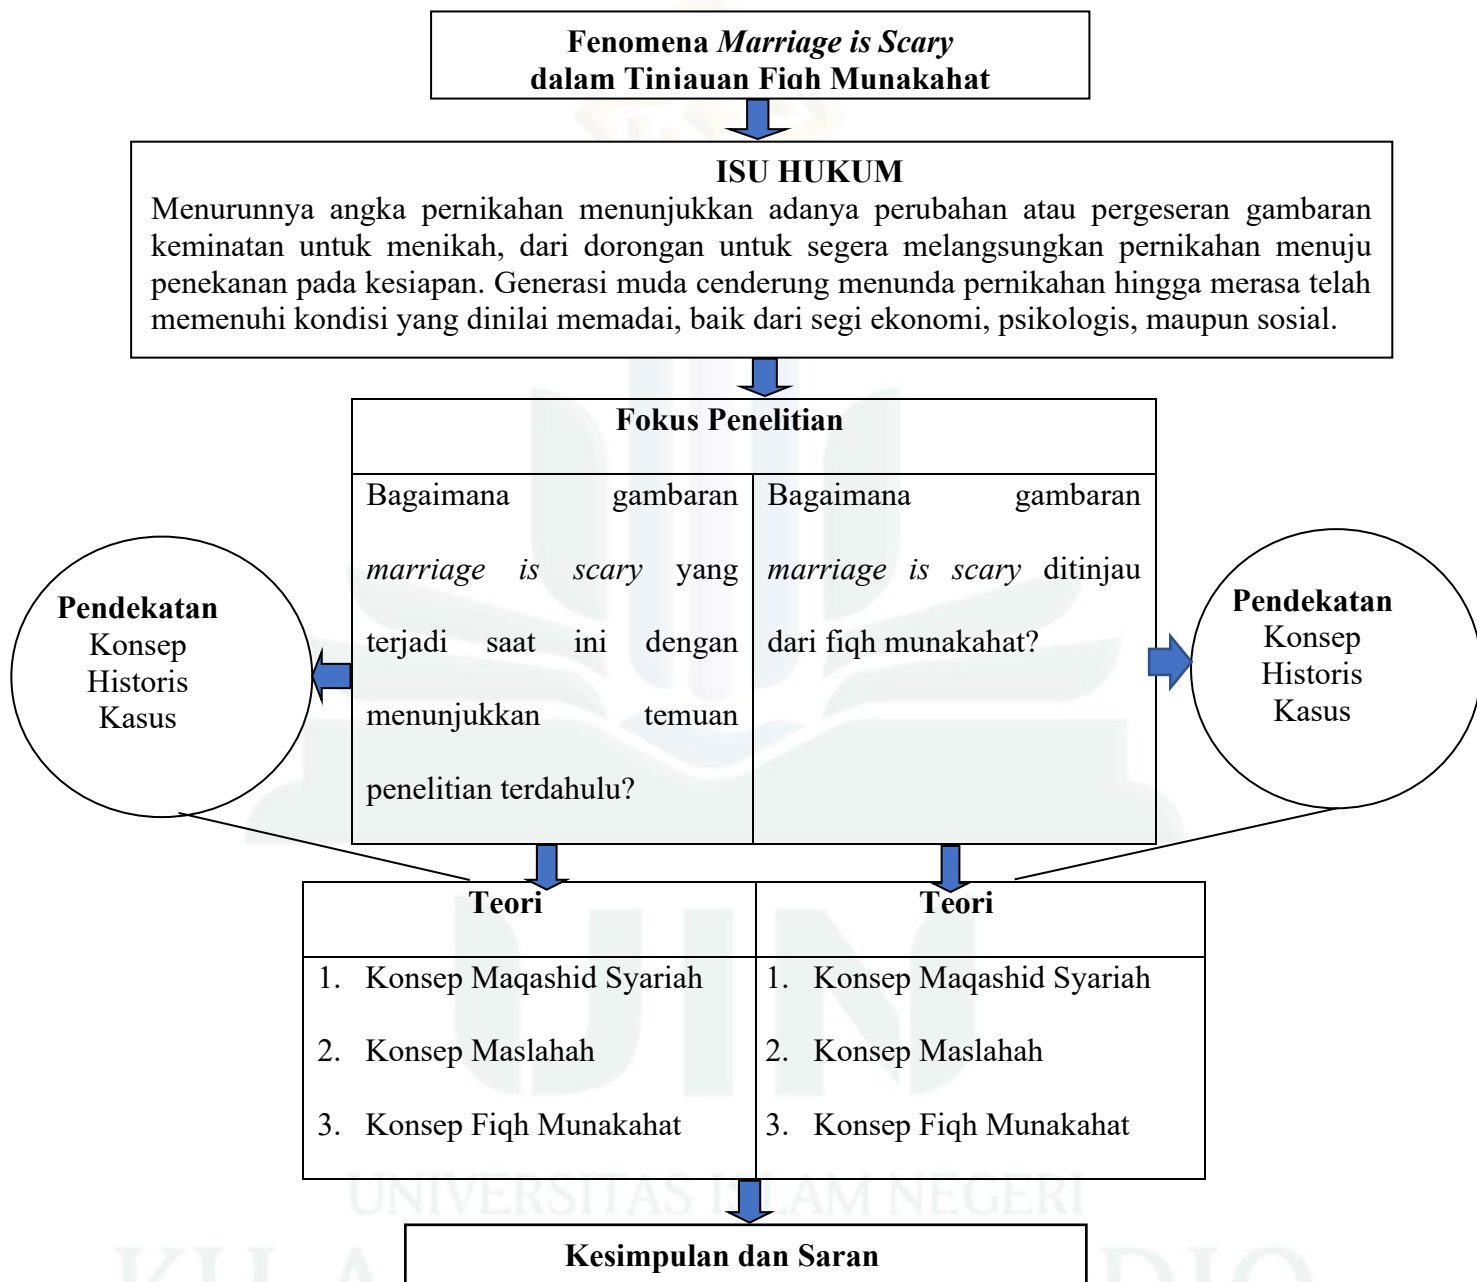 Fenomena Marriage is Scary
dalam Tinjauan Fiqh Munakahat
ISU HUKUM
Menurunnya angka pernikahan menunjukkan adanya perubahan atau pergeseran gambaran
keminatan untuk menikah, dari dorongan untuk segera melangsungkan pernikahan menuju
penekanan pada kesiapan. Generasi muda cenderung menunda pernikahan hingga merasa telah
memenuhi kondisi yang dinilai memadai, baik dari segi ekonomi, psikologis, maupun sosial.
Fokus Penelitian
Bagaimana gambaran
marriage is scary yang
terjadi saat ini dengan
menunjukkan temuan
penelitian terdahulu?
Bagaimana gambaran
marriage is scary ditinjau
dari fiqh munakahat?
Pendekatan
Konsep
Historis
Kasus
Pendekatan
Konsep
Historis
Kasus
Teori
1. Konsep Maqashid Syariah
2. Konsep Maslahah
3. Konsep Fiqh Munakahat
Teori
1. Konsep Maqashid Syariah
2. Konsep Maslahah
3. Konsep Fiqh Munakahat
UIN
UNIVERSITAS ISLAM NEGERI
Kesimpulan dan Saran